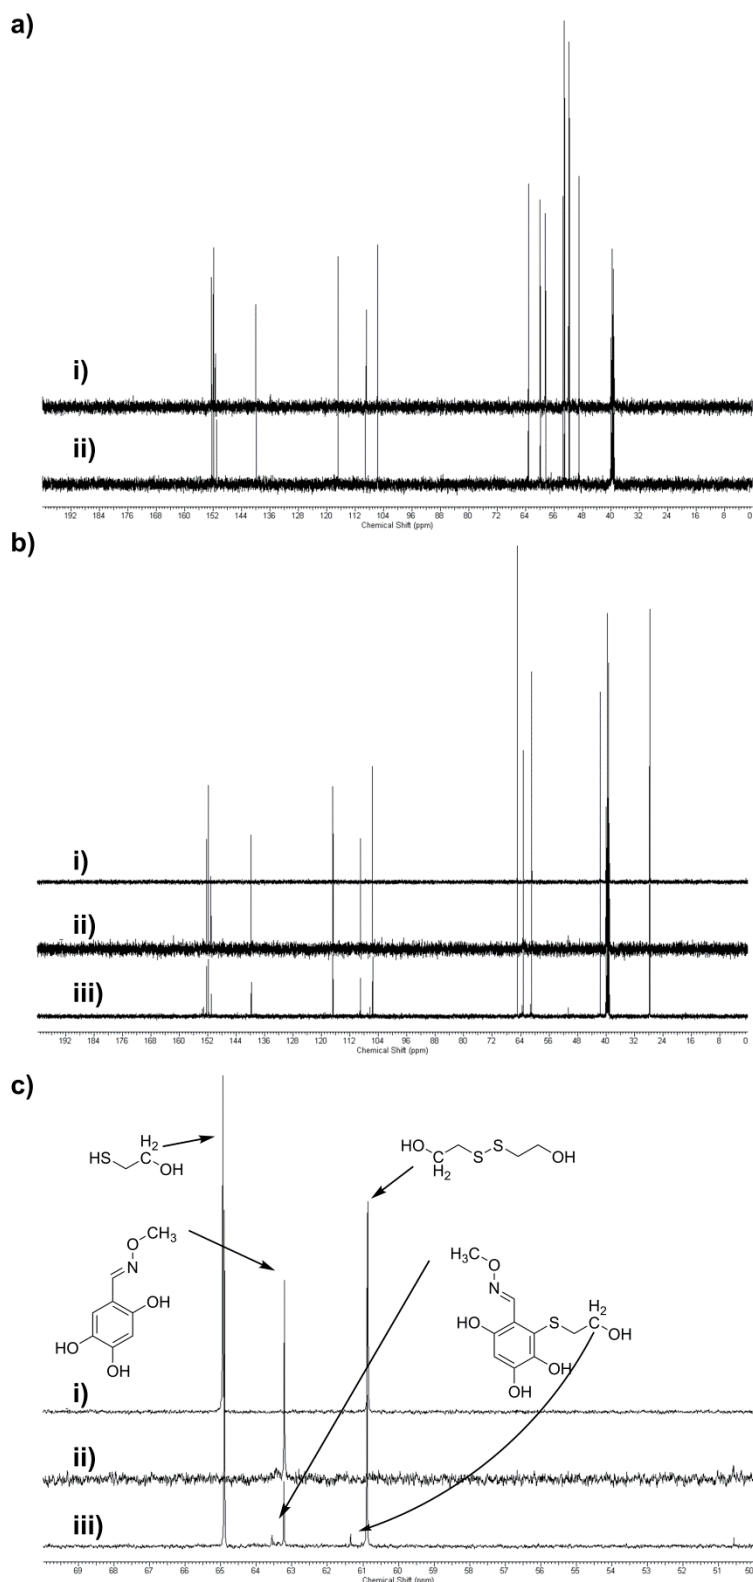 a)
i)
ii)
192 184 176 168 160 152 144 136 128 120 112 104 96 88 80 72 64 56 48 40 32 24 16 8 0
Chemical Shift (ppm)
b)
i)
ii)
iii)
192 184 176 168 160 152 144 136 128 120 112 104 96 88 80 72 64 56 48 40 32 24 16 8 0
Chemical Shift (ppm)
c)
H2
HS C OH
HO C H2 S S OH
O CH3
N
OH
HO
OH
H3C O
N
H2
S C OH
OH
HO
OH
i)
ii)
iii)
69 68 67 66 65 64 63 62 61 60 59 58 57 56 55 54 53 52 51 50
Chemical Shift (ppm)